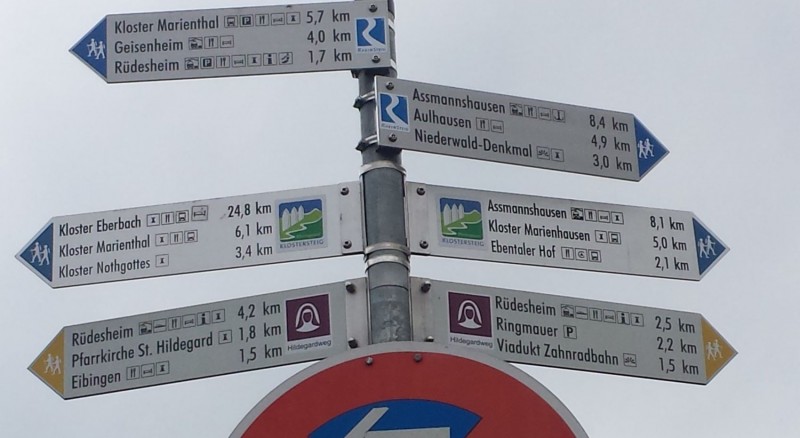 Kloster Marienthal 5,7 km
Geisenheim 4,0 km
Rüdesheim 1,7 km
Assmannshausen 8,4 km
Aulhausen 4,9 km
Niederwald-Denkmal 3,0 km
Kloster Eberbach 24,8 km
Kloster Marienthal 6,1 km
Kloster Nothgottes 3,4 km
KLOSTERSTEIG
Assmannshausen 8,1 km
Kloster Marienhausen 5,0 km
Ebentaler Hof 2,1 km
KLOSTERSTEIG
Rüdesheim 4,2 km
Pfarrkirche St. Hildegard 1,8 km
Eibingen 1,5 km
Hildegardweg
Rüdesheim 2,5 km
Ringmauer P 2,2 km
Viadukt Zahnradbahn 1,5 km
Hildegardweg